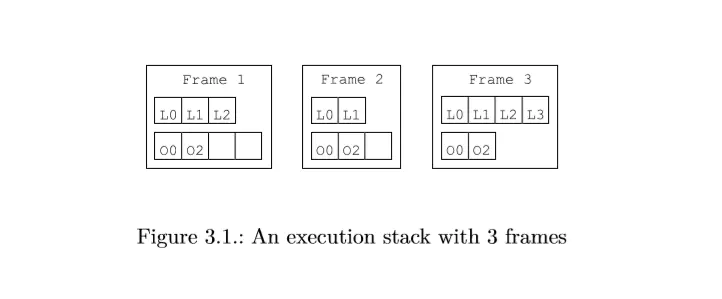 Frame 1
Frame 2
Frame 3
L0 L1 L2
L0 L1
L0 L1 L2 L3
O0 O2
O0 O2
O0 O2
Figure 3.1.: An execution stack with 3 frames